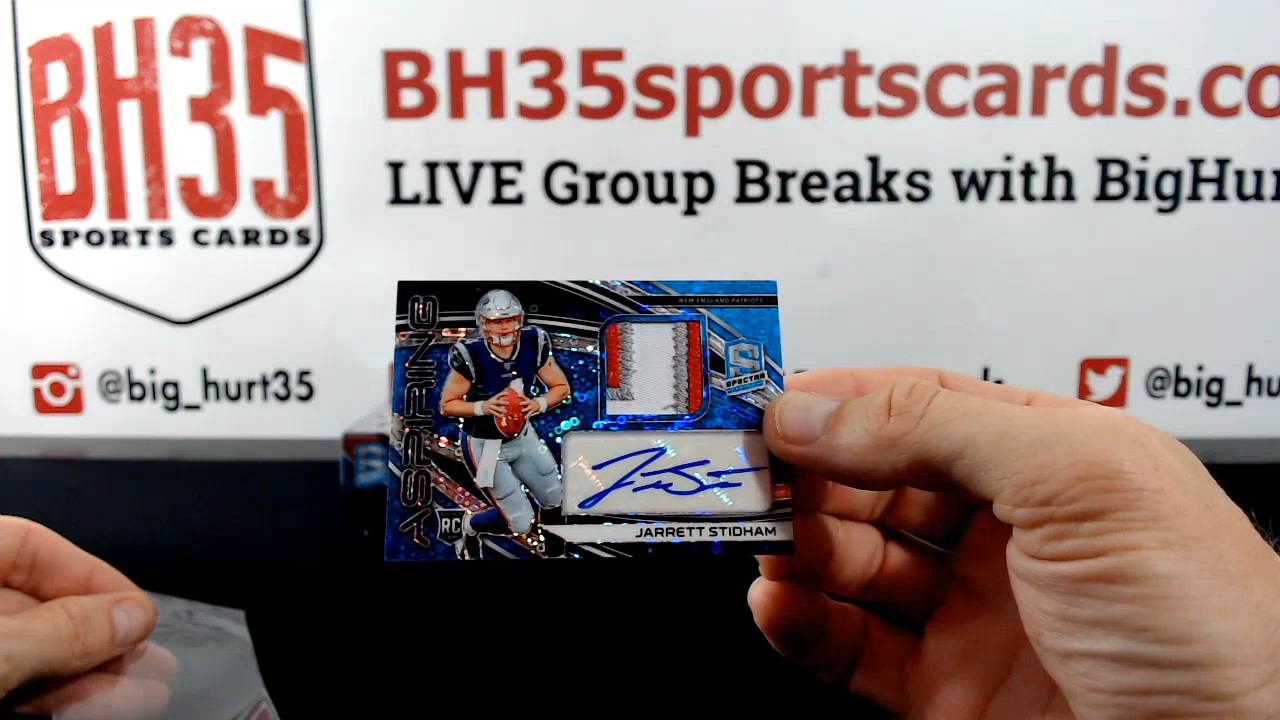 BH35
SPORTS CARDS
BH35sportscards.co
LIVE Group Breaks with BigHur
@big_hurt35
@big_hu
ASPIRING
NEW ENGLAND PATRIOTS
S
SPECTRA
RC
JARRETT STIDHAM